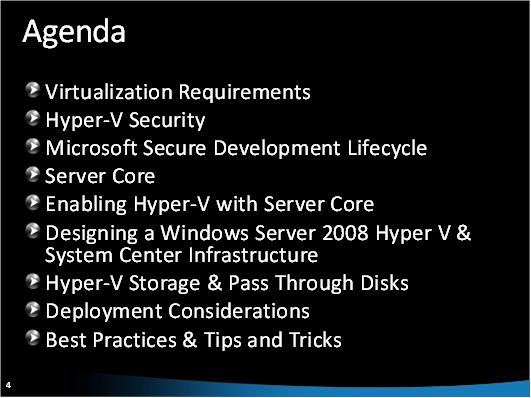 Agenda
Virtualization Requirements
Hyper-V Security
Microsoft Secure Development Lifecycle
Server Core
Enabling Hyper-V with Server Core
Designing a Windows Server 2008 Hyper V &
System Center Infrastructure
Hyper-V Storage & Pass Through Disks
Deployment Considerations
Best Practices & Tips and Tricks
4